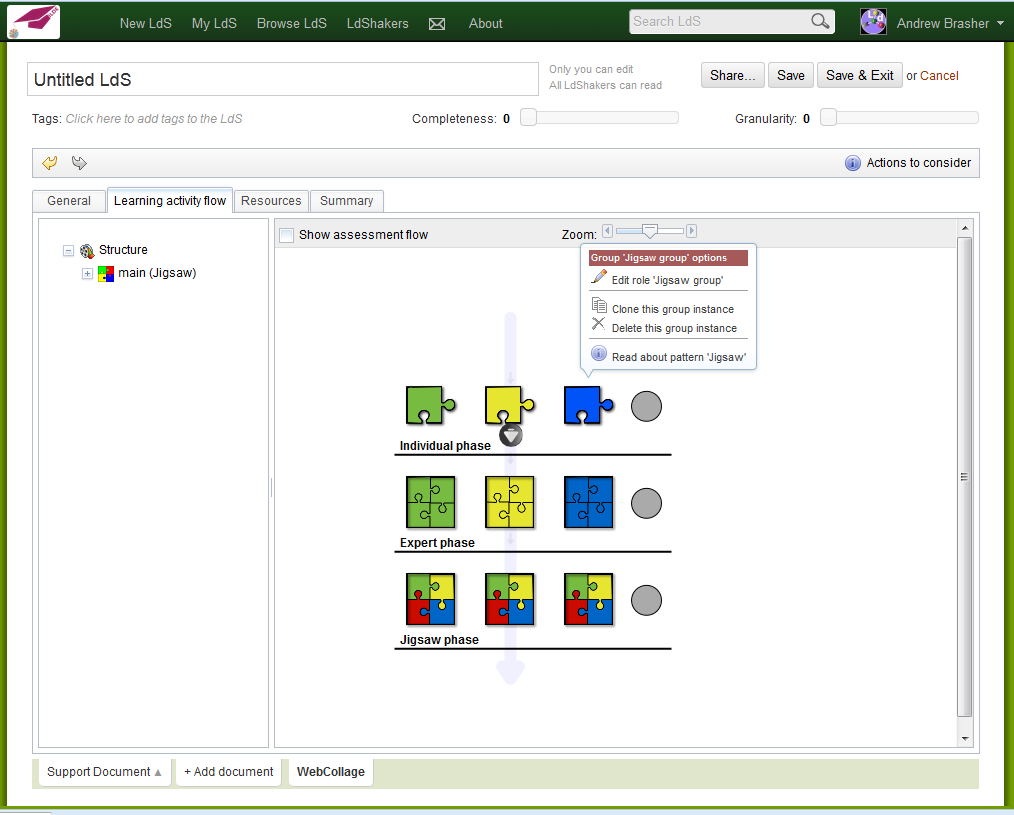 New LdS My LdS Browse LdS LdShakers About Search LdS Andrew Brasher
Untitled LdS
Only you can edit
All LdShakers can read
Share... Save Save & Exit or Cancel
Tags: Click here to add tags to the LdS
Completeness: 0
Granularity: 0
Actions to consider
General Learning activity flow Resources Summary
Structure
main (Jigsaw)
Show assessment flow
Zoom:
Group 'Jigsaw group' options
Edit role 'Jigsaw group'
Clone this group instance
Delete this group instance
Read about pattern 'Jigsaw'
Individual phase
Expert phase
Jigsaw phase
Support Document ▲ + Add document WebCollage